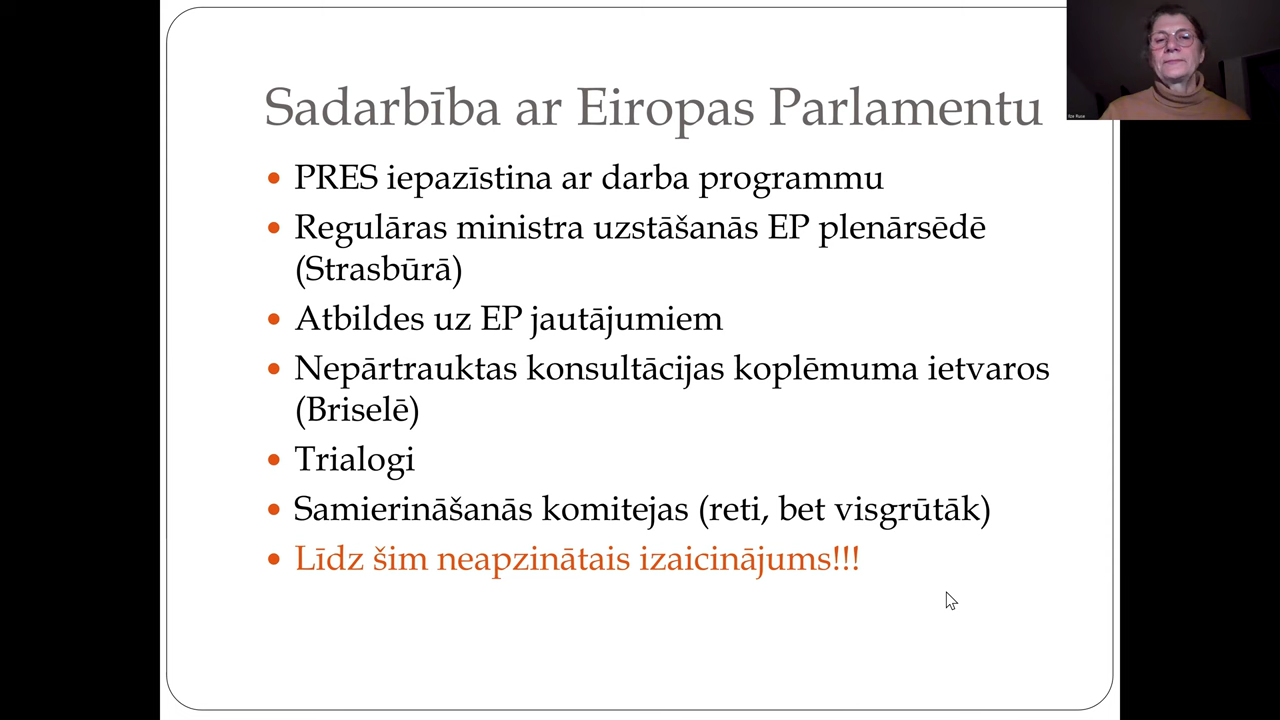 Sadarbība ar Eiropas Parlamentu
• PRES iepazīstina ar darba programmu
• Regulāras ministra uzstāšanās EP plenārsēdē
(Strasbūrā)
• Atbildes uz EP jautājumiem
• Nepārtrauktas konsultācijas koplēmuma ietvaros
(Briselē)
• Trialogi
• Samierināšanās komitejas (reti, bet visgrūtāk)
• Līdz šim neapzinātais izaicinājums!!!